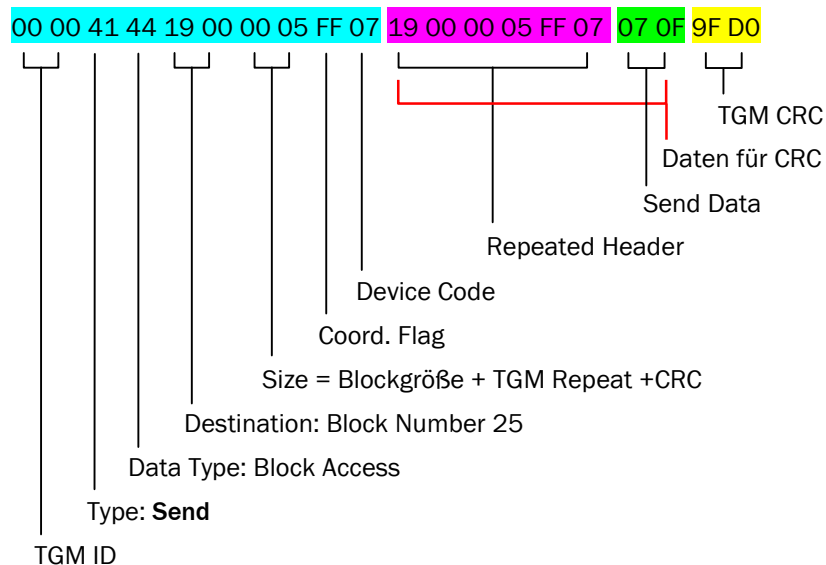 00 00 41 44 19 00 00 05 FF 07 19 00 00 05 FF 07 07 0F 9F D0
TGM CRC
Daten für CRC
Send Data
Repeated Header
Device Code
Coord. Flag
Size = Blockgröße + TGM Repeat +CRC
Destination: Block Number 25
Data Type: Block Access
Type: Send
TGM ID